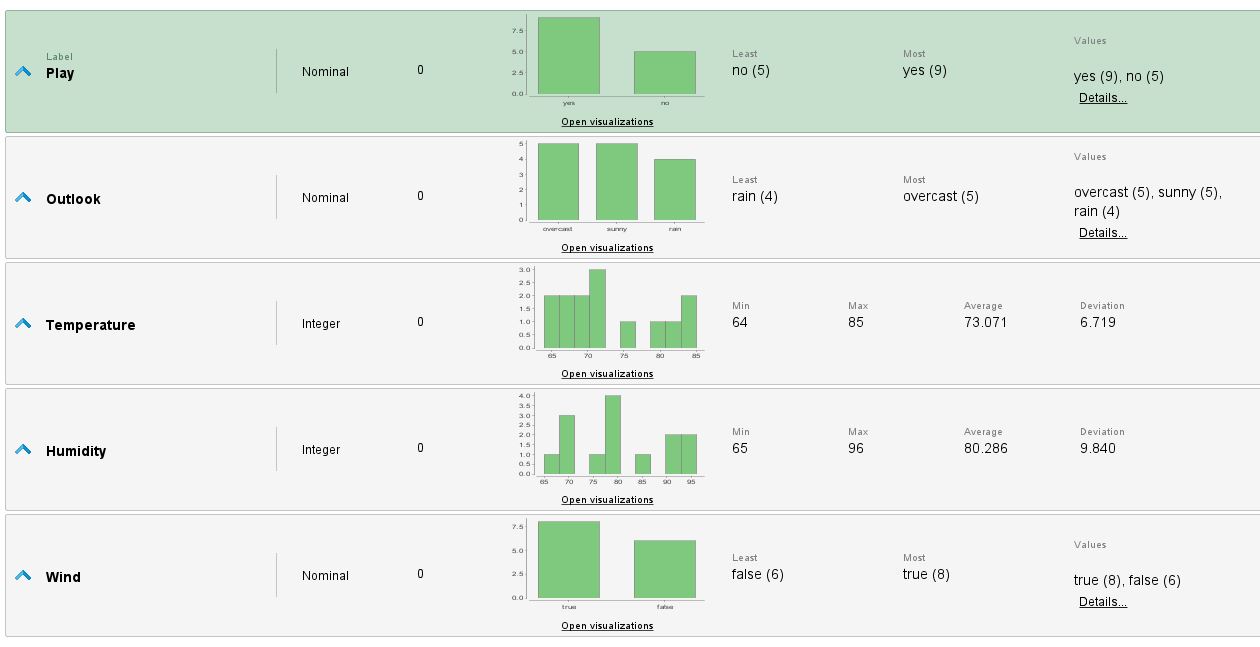 Label
Play
Nominal
0
7.5
5.0
2.5
0.0
yes no
Open visualizations
Least
no (5)
Most
yes (9)
Values
yes (9), no (5)
Details...
Outlook
Nominal
0
5
4
3
2
1
0
overcast sunny rain
Open visualizations
Least
rain (4)
Most
overcast (5)
Values
overcast (5), sunny (5),
rain (4)
Details...
Temperature
Integer
0
3.0
2.5
2.0
1.5
1.0
0.5
0.0
65 70 75 80 85
Open visualizations
Min
64
Max
85
Average
73.071
Deviation
6.719
Humidity
Integer
0
4.0
3.5
3.0
2.5
2.0
1.5
1.0
0.5
0.0
65 70 75 80 85 90 95
Open visualizations
Min
65
Max
96
Average
80.286
Deviation
9.840
Wind
Nominal
0
7.5
5.0
2.5
0.0
true false
Open visualizations
Least
false (6)
Most
true (8)
Values
true (8), false (6)
Details...